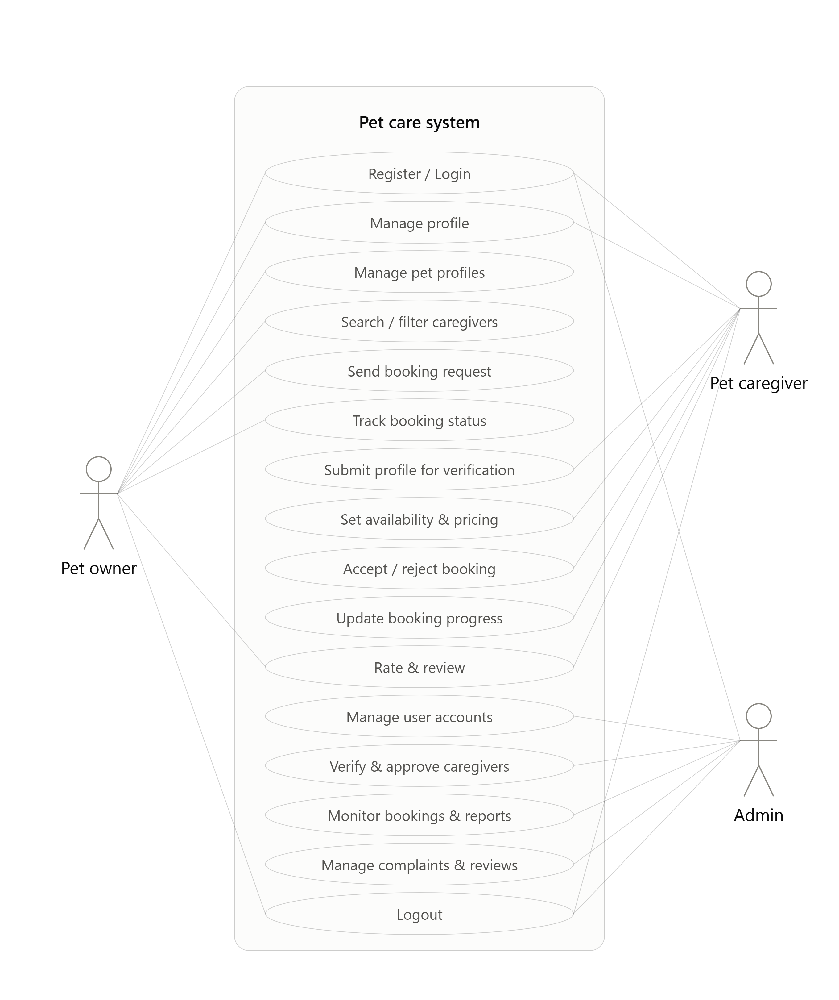 Pet care system
Register / Login
Manage profile
Manage pet profiles
Search / filter caregivers
Send booking request
Track booking status
Submit profile for verification
Set availability & pricing
Accept / reject booking
Update booking progress
Rate & review
Manage user accounts
Verify & approve caregivers
Monitor bookings & reports
Manage complaints & reviews
Logout
Pet owner
Pet caregiver
Admin